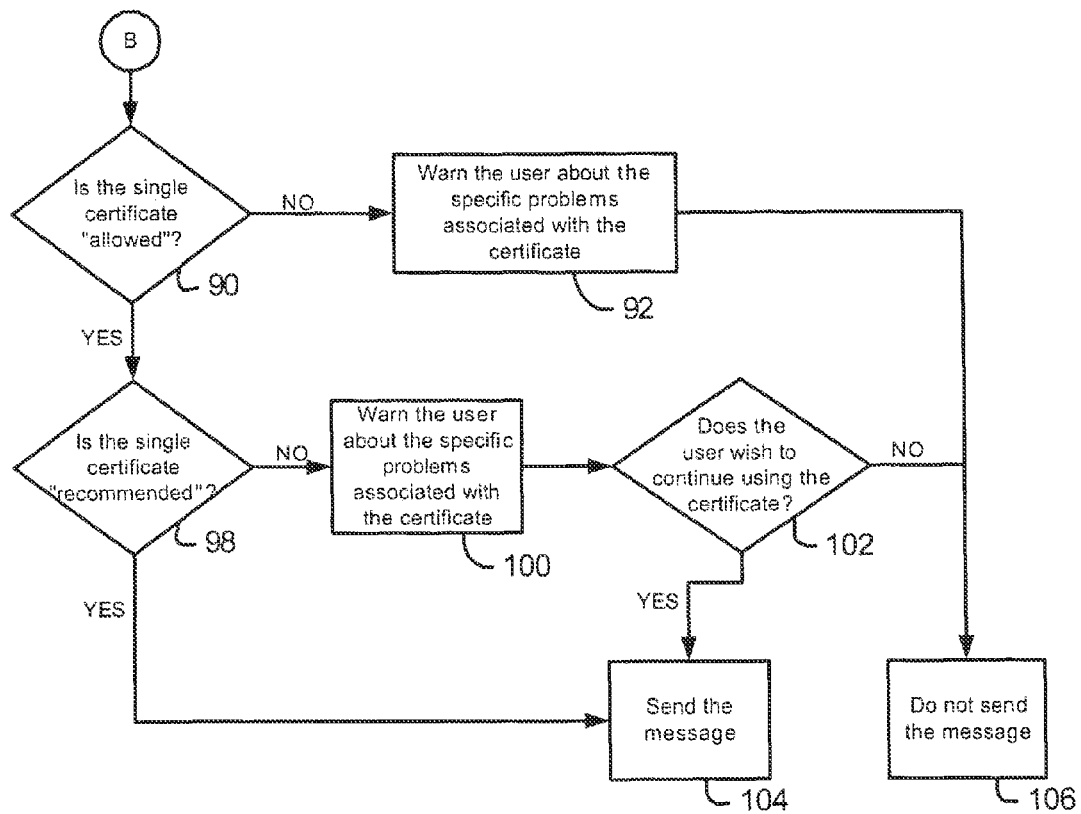 B
Is the single
certificate
"allowed"?
90
NO
Warn the user about the
specific problems
associated with the
certificate
92
YES
Is the single
certificate
"recommended"?
98
NO
Warn the user
about the specific
problems
associated with
the certificate
100
Does the
user wish to
continue using the
certificate?
102
NO
YES
YES
Send the
message
104
Do not send
the message
106